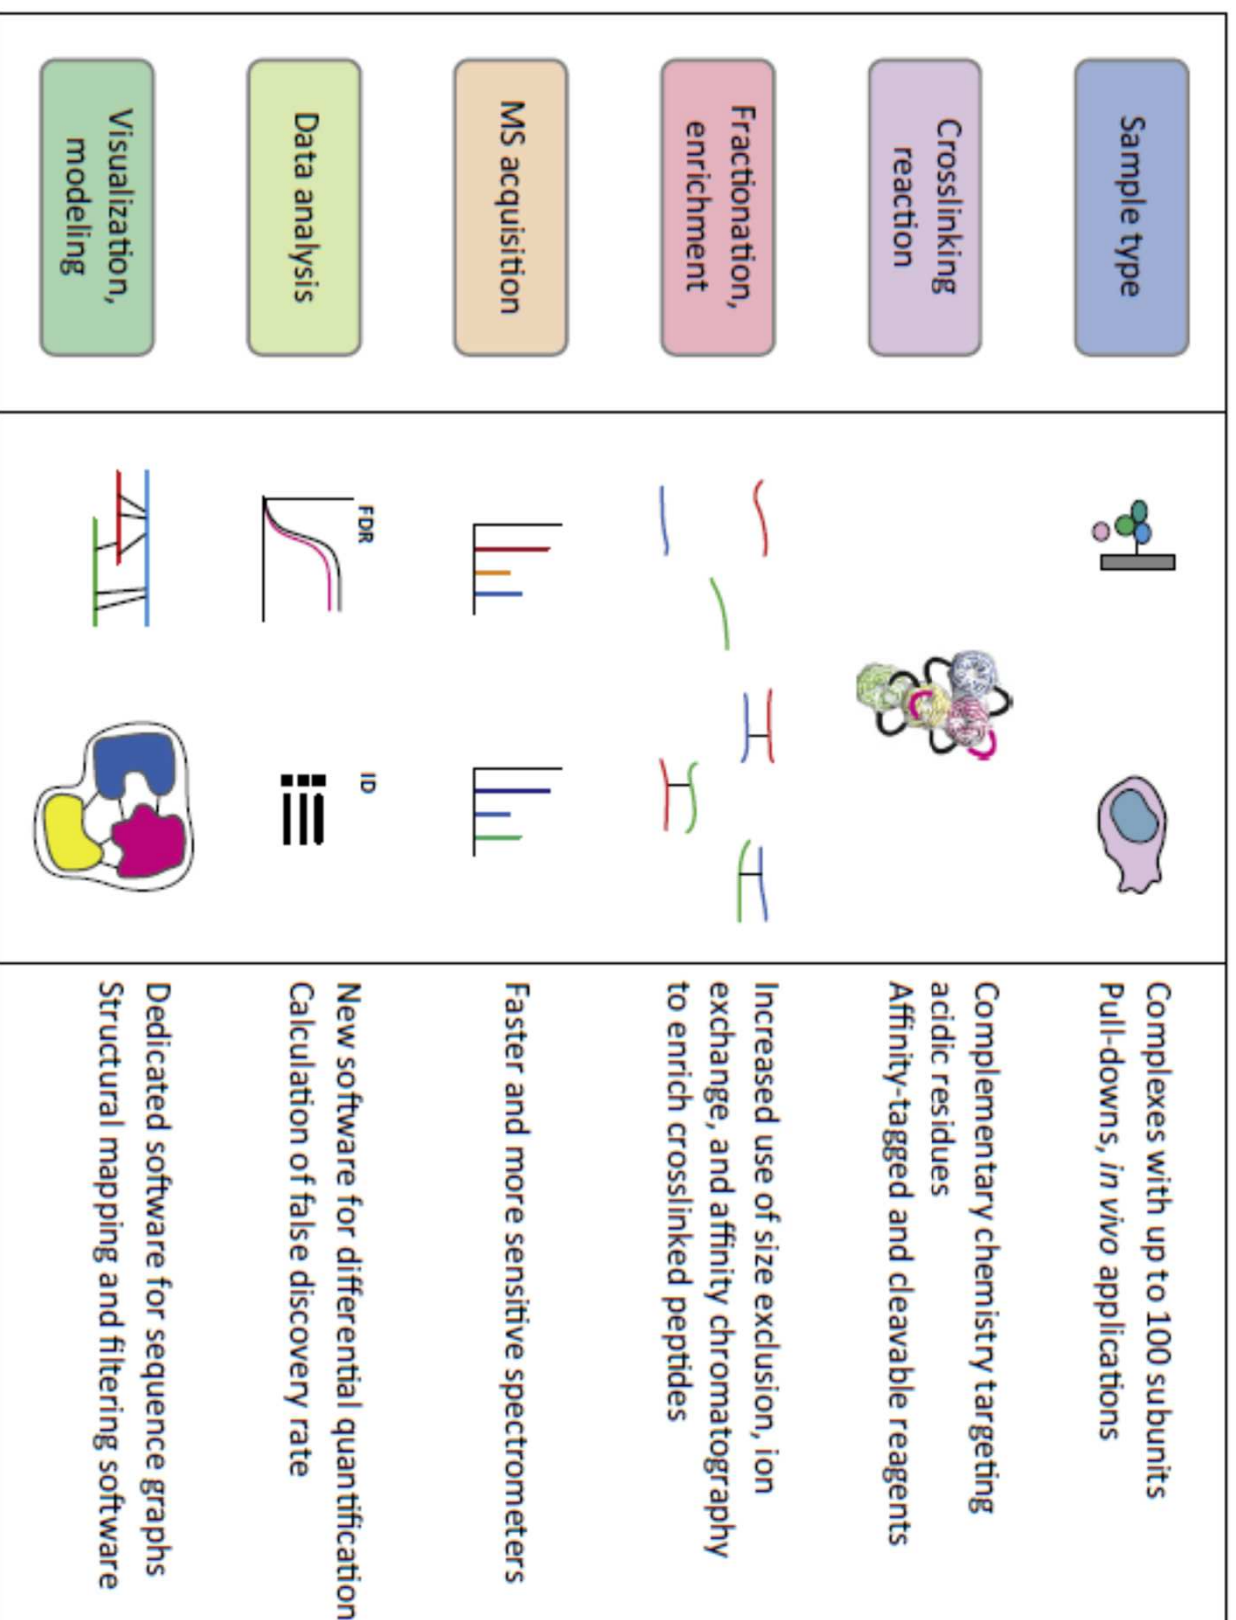 Sample type
Complexes with up to 100 subunits
Pull-downs, in vivo applications
Crosslinking
reaction
Complementary chemistry targeting
acidic residues
Affinity-tagged and cleavable reagents
Fractionation,
enrichment
Increased use of size exclusion, ion
exchange, and affinity chromatography
to enrich crosslinked peptides
MS acquisition
Faster and more sensitive spectrometers
Data analysis
FDR
ID
New software for differential quantification
Calculation of false discovery rate
Visualization,
modeling
Dedicated software for sequence graphs
Structural mapping and filtering software